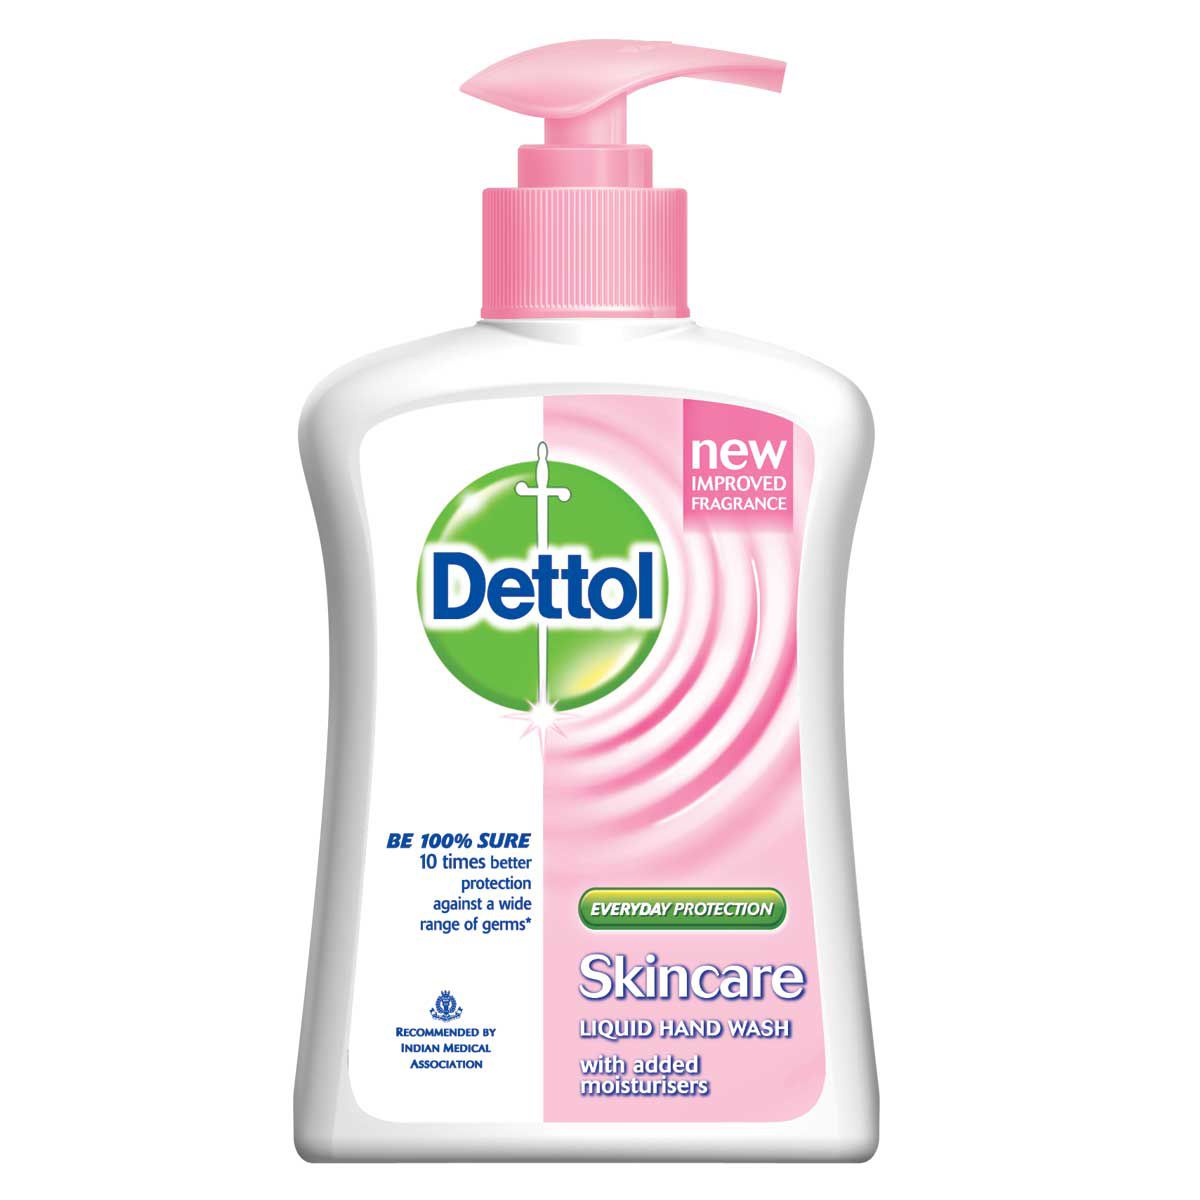 new
IMPROVED
FRAGRANCE
Dettol
BE 100% SURE
10 times better
protection
against a wide
range of germs*
RECOMMENDED BY
INDIAN MEDICAL
ASSOCIATION
EVERYDAY PROTECTION
Skincare
LIQUID HAND WASH
with added
moisturisers